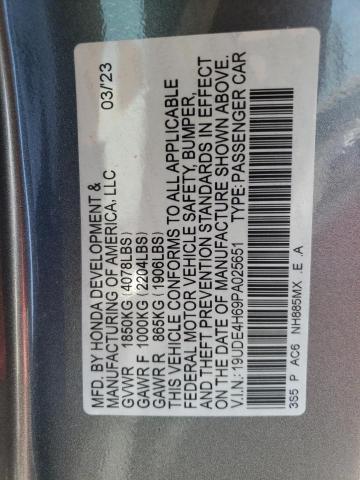 MFD. BY HONDA DEVELOPMENT & 03/'23
MANUFACTURING OF AMERICA, LLC
GVWR 1850KG (4078LBS)
GAWR F 1000KG (2204LBS)
GAWR R 865KG (1908LBS)
THIS VEHICLE CONFORMS TO ALL APPLICABLE
FEDERAL MOTOR VEHICLE SAFETY, BUMPER,
AND THEFT PREVENTION STANDARDS IN EFFECT
ON THE DATE OF MANUFACTURE SHOWN ABOVE.
V.I.N.: 19UDE4H69PA025651 TYPE: PASSENGER CAR
3S5 P AC6 NH885MX .E .A